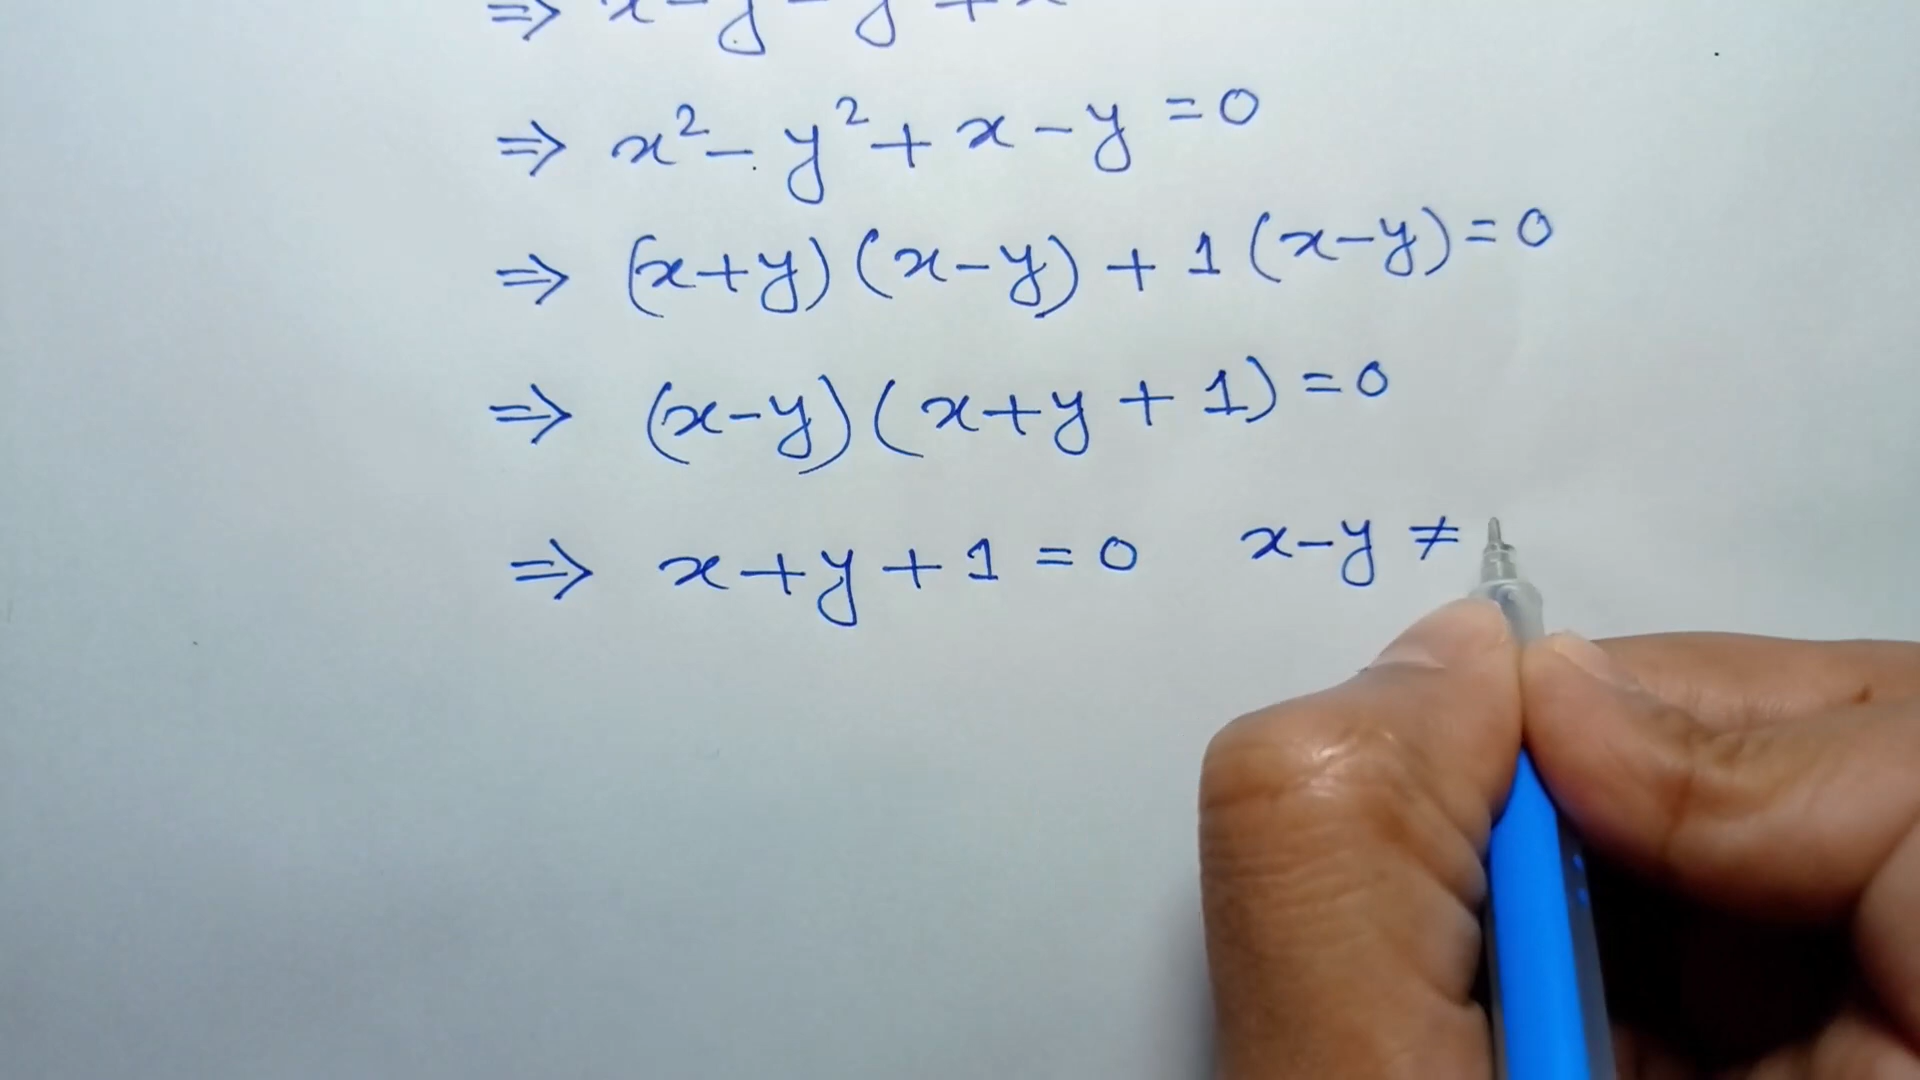 ⇒ x² - y² + x - y = 0
⇒ (x+y)(x-y) + 1(x-y) = 0
⇒ (x-y)(x+y+1) = 0
⇒ x+y+1 = 0 x-y ≠